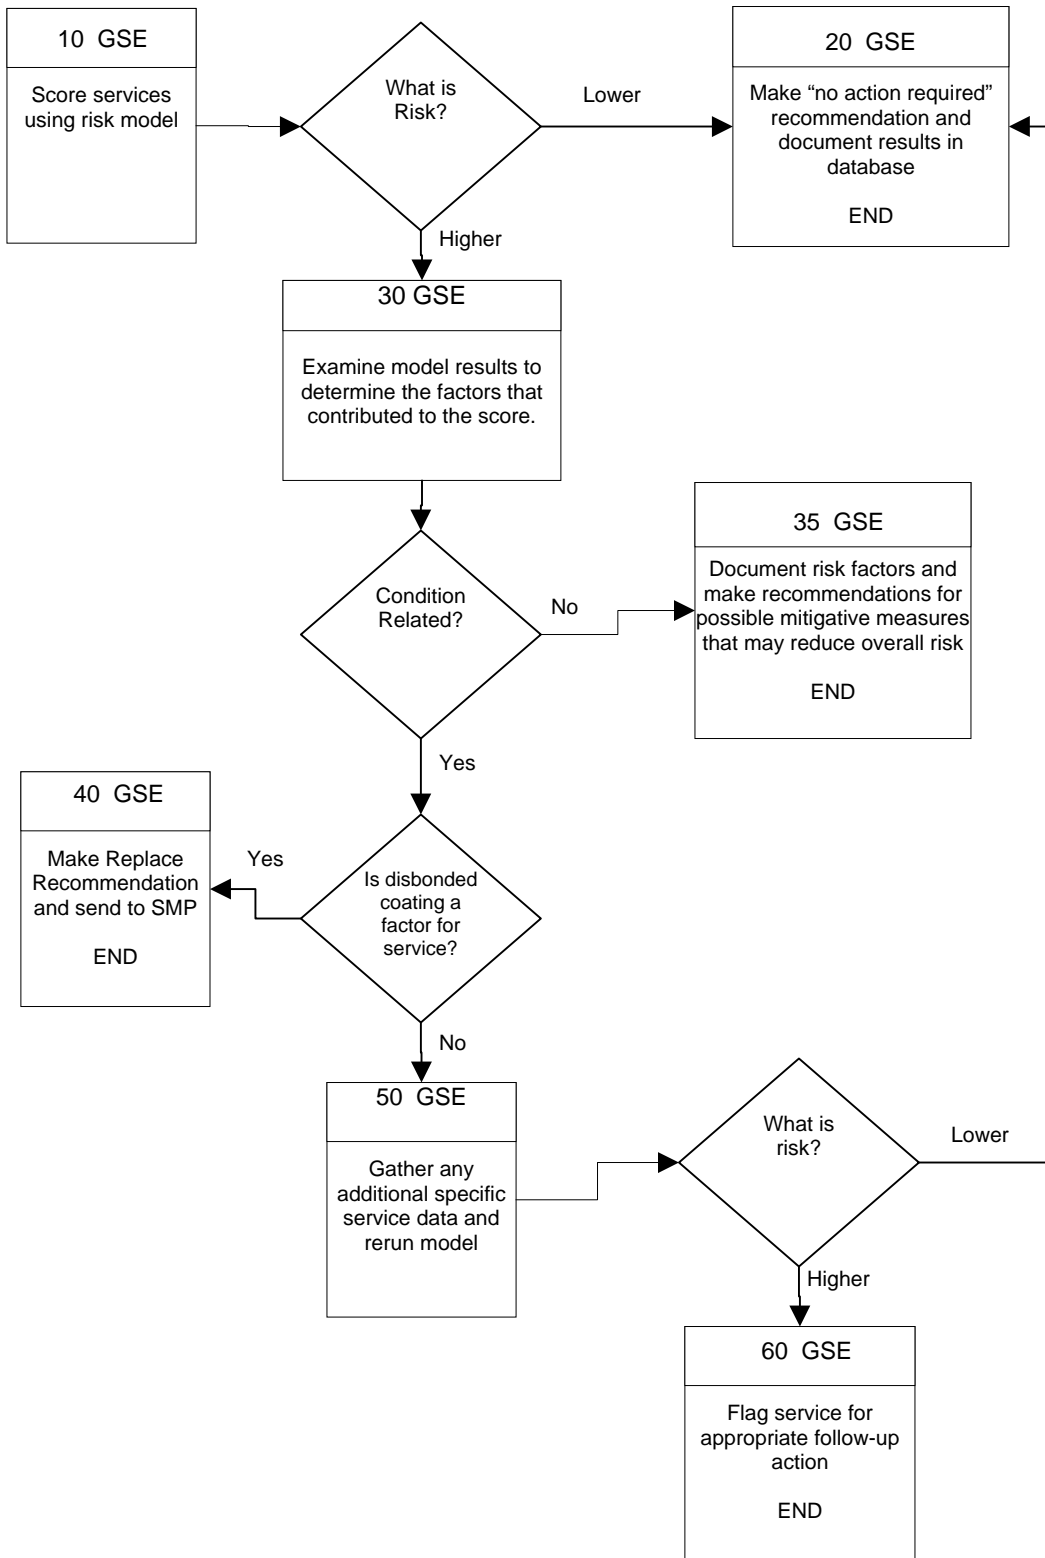 10  GSE
Score services
using risk model
What is
Risk?
Lower
20  GSE
Make “no action required”
recommendation and
document results in
database
END
Higher
30 GSE
Examine model results to
determine the factors that
contributed to the score.
Condition
Related?
No
35  GSE
Document risk factors and
make recommendations for
possible mitigative measures
that may reduce overall risk
END
Yes
40  GSE
Make Replace
Recommendation
and send to SMP
END
Yes
Is disbonded
coating a
factor for
service?
No
50  GSE
Gather any
additional specific
service data and
rerun model
What is
risk?
Lower
Higher
60  GSE
Flag service for
appropriate follow-up
action
END